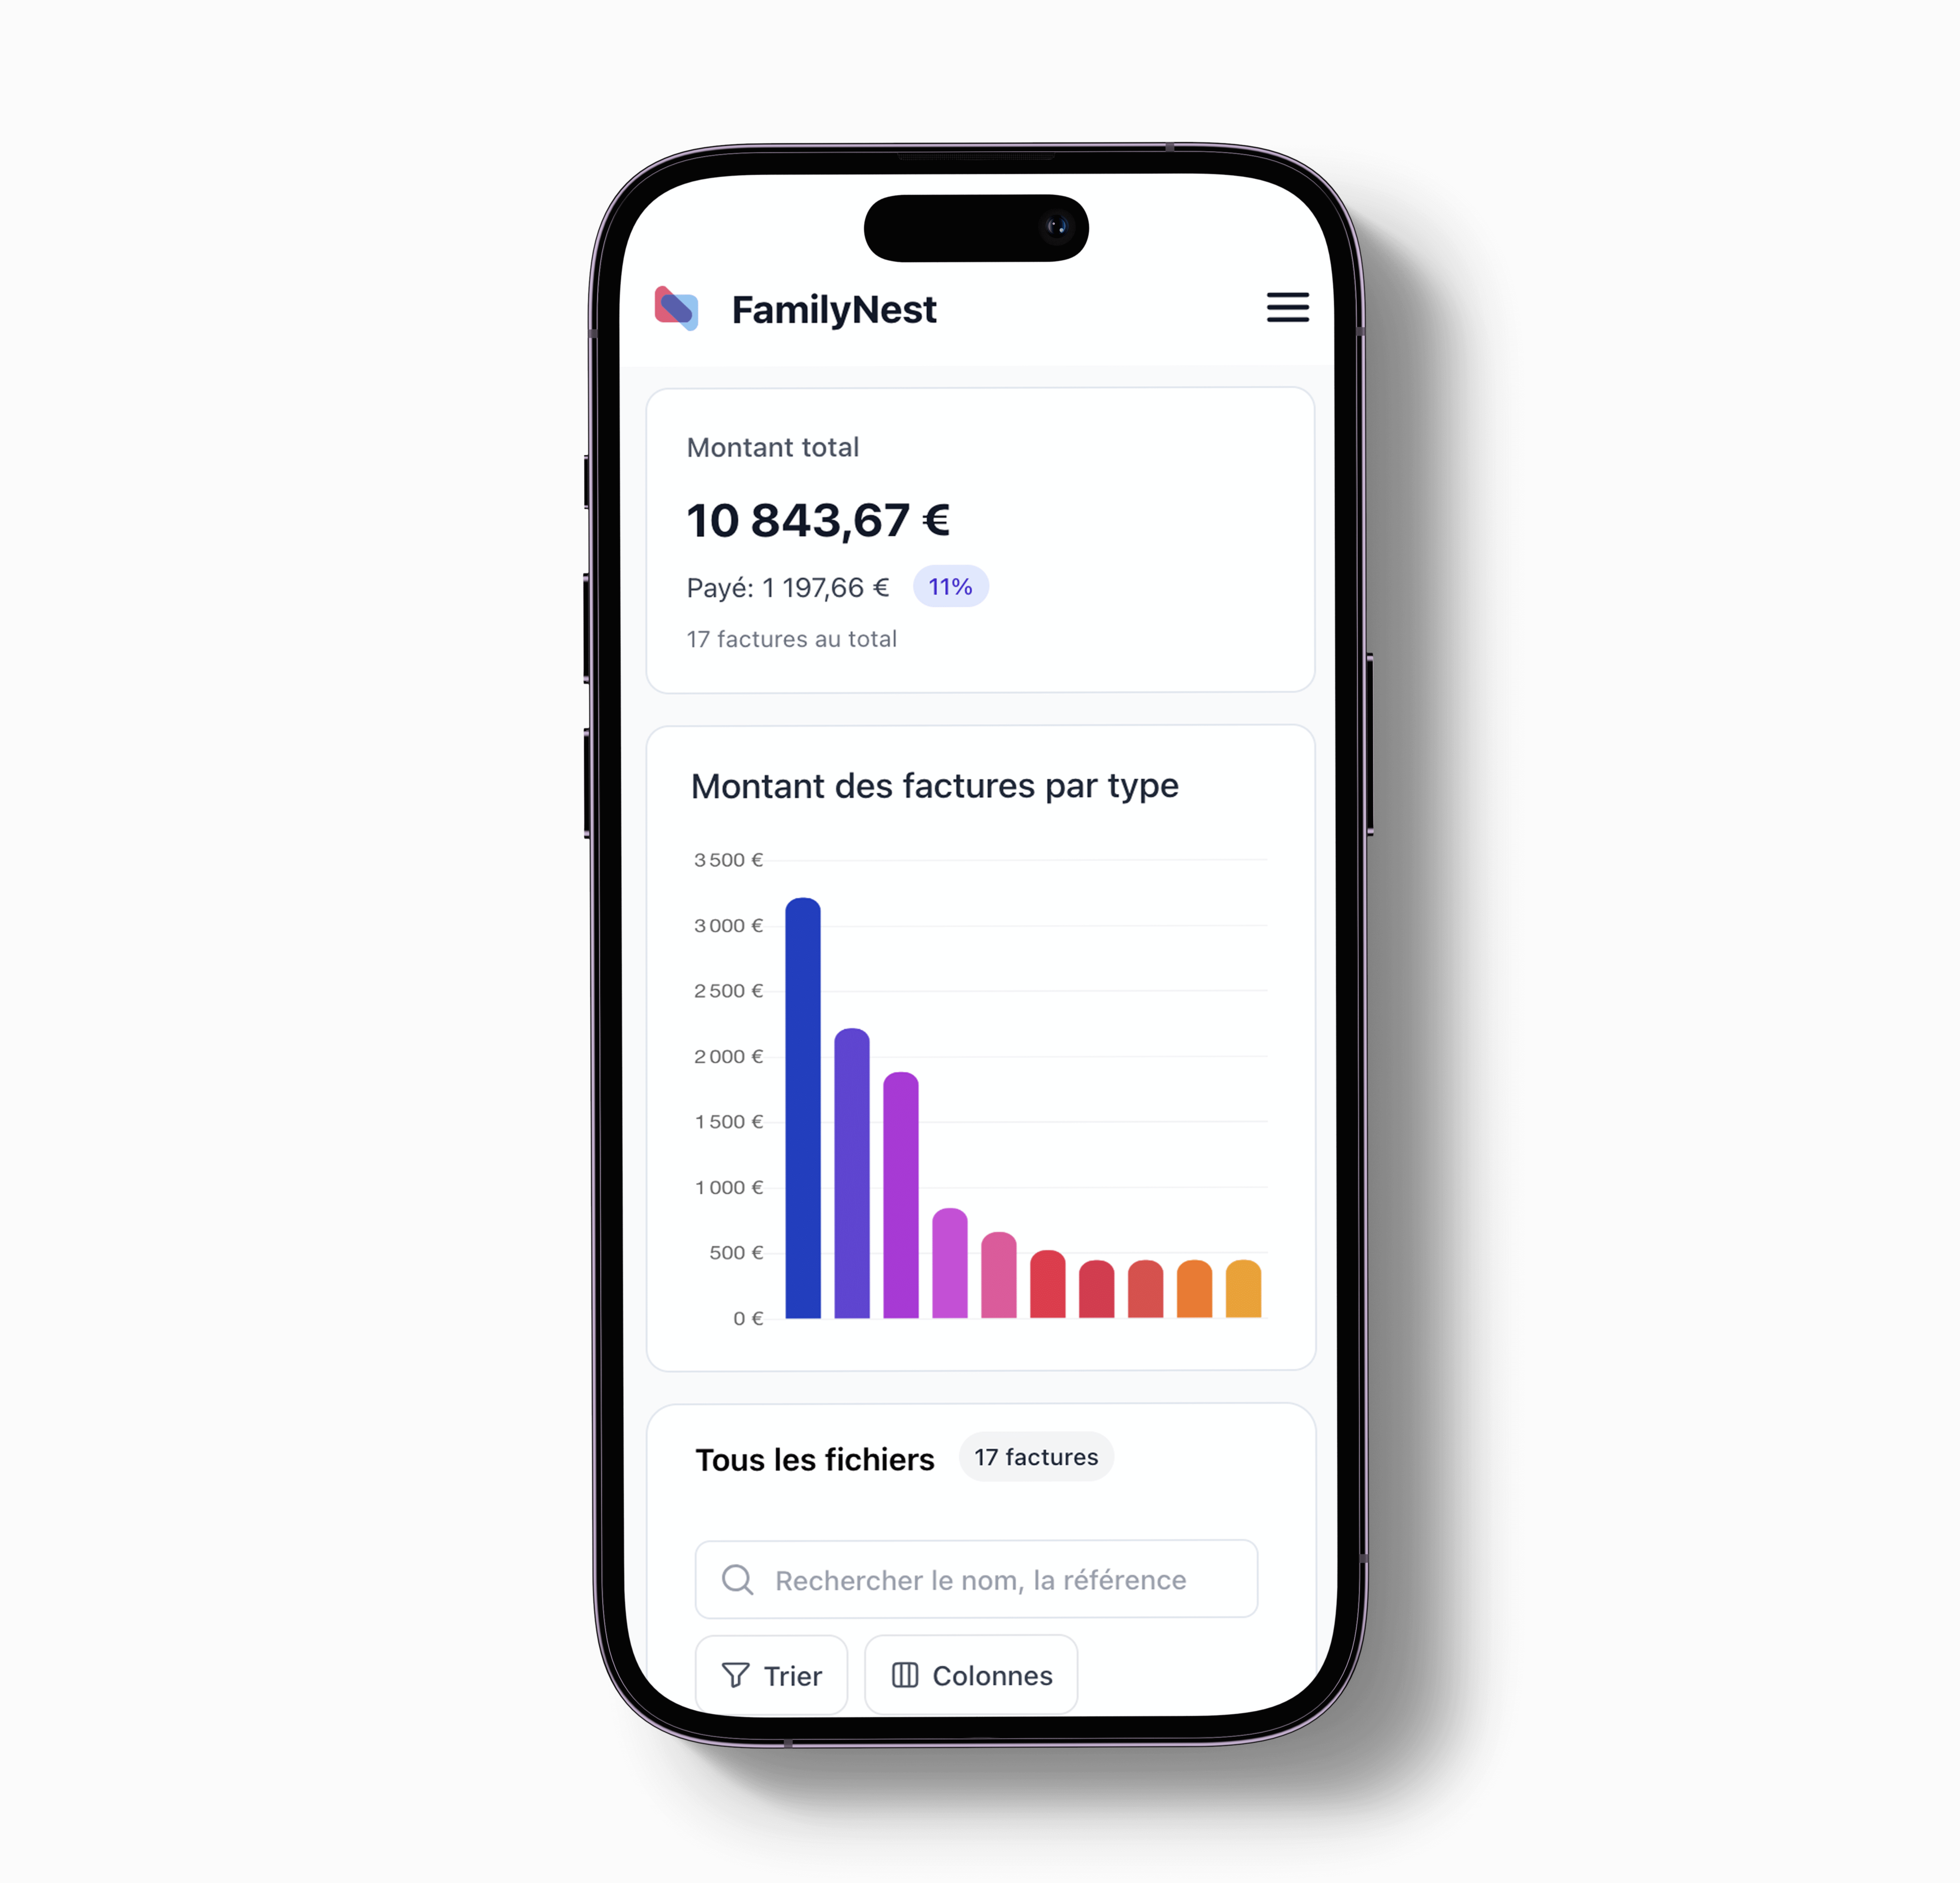 FamilyNest
Montant total
10 843,67 €
Payé: 1 197,66 € 11%
17 factures au total
Montant des factures par type
3 500 €
3 000 €
2 500 €
2 000 €
1 500 €
1 000 €
500 €
0 €
Tous les fichiers 17 factures
Rechercher le nom, la référence
Trier Colonnes